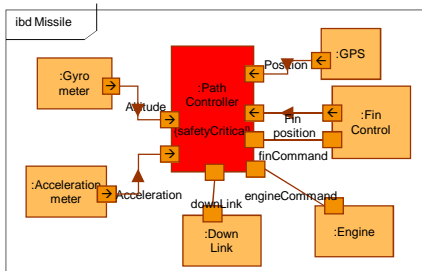 ibd Missile
:Gyro
meter
Attitude
:Path
Controller
{safetyCritical}
Position
:GPS
Fin
position
:Fin
Control
finCommand
:Acceleration
meter
Acceleration
downLink
engineCommand
:Down
Link
:Engine